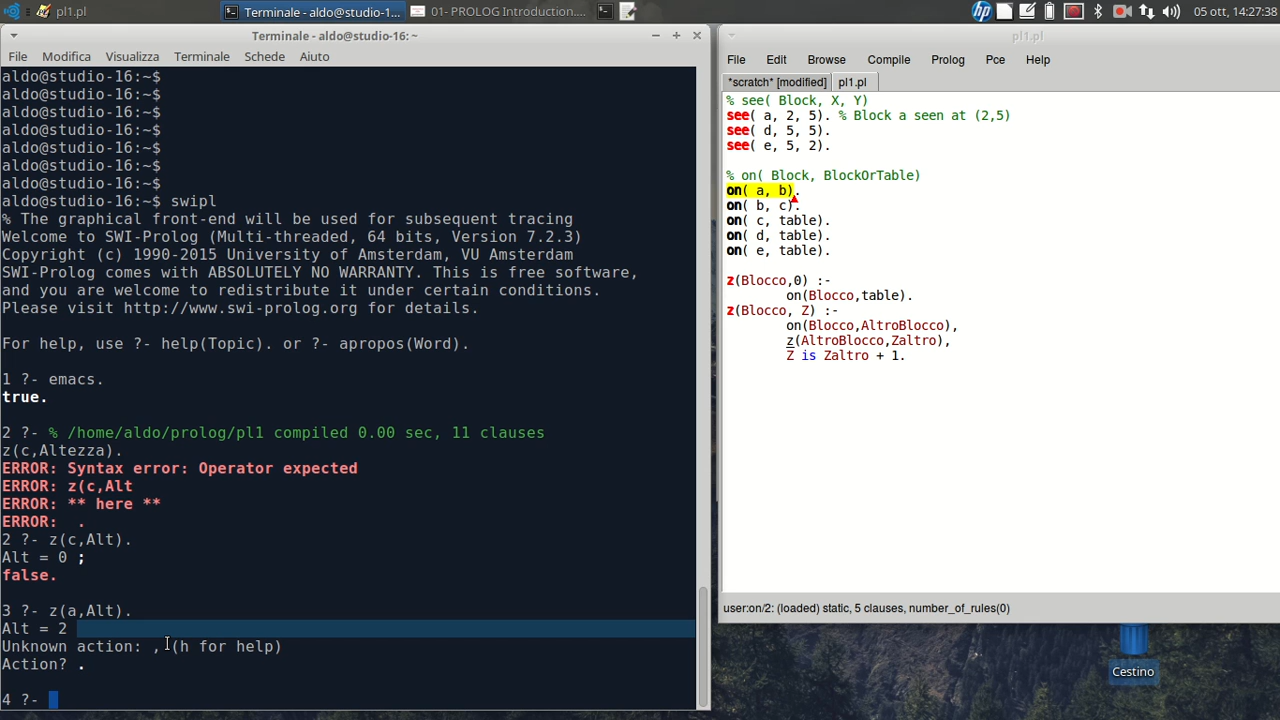 pl1.pl
Terminale - aldo@studio-1...
01- PROLOG Introduction....
hp
05 ott, 14:27:38
Terminale - aldo@studio-16: ~
File Modifica Visualizza Terminale Schede Aiuto
aldo@studio-16:~$
aldo@studio-16:~$
aldo@studio-16:~$
aldo@studio-16:~$
aldo@studio-16:~$
aldo@studio-16:~$
aldo@studio-16:~$
aldo@studio-16:~$ swipl
% The graphical front-end will be used for subsequent tracing
Welcome to SWI-Prolog (Multi-threaded, 64 bits, Version 7.2.3)
Copyright (c) 1990-2015 University of Amsterdam, VU Amsterdam
SWI-Prolog comes with ABSOLUTELY NO WARRANTY. This is free software,
and you are welcome to redistribute it under certain conditions.
Please visit http://www.swi-prolog.org for details.
For help, use ?- help(Topic). or ?- apropos(Word).
1 ?- emacs.
true.
2 ?- % /home/aldo/prolog/pl1 compiled 0.00 sec, 11 clauses
z(c,Altezza).
ERROR: Syntax error: Operator expected
ERROR: z(c,Alt
ERROR: ** here **
ERROR:  .
2 ?- z(c,Alt).
Alt = 0 ;
false.
3 ?- z(a,Alt).
Alt = 2
Unknown action: , (h for help)
Action? .
4 ?-
pl1.pl
File Edit Browse Compile Prolog Pce Help
*scratch* [modified] pl1.pl
% see( Block, X, Y)
see( a, 2, 5). % Block a seen at (2,5)
see( d, 5, 5).
see( e, 5, 2).
% on( Block, BlockOrTable)
on( a, b).
on( b, c).
on( c, table).
on( d, table).
on( e, table).
z(Blocco,0) :-
on(Blocco,table).
z(Blocco, Z) :-
on(Blocco,AltroBlocco),
z(AltroBlocco,Zaltro),
Z is Zaltro + 1.
user:on/2: (loaded) static, 5 clauses, number_of_rules(0)
Cestino